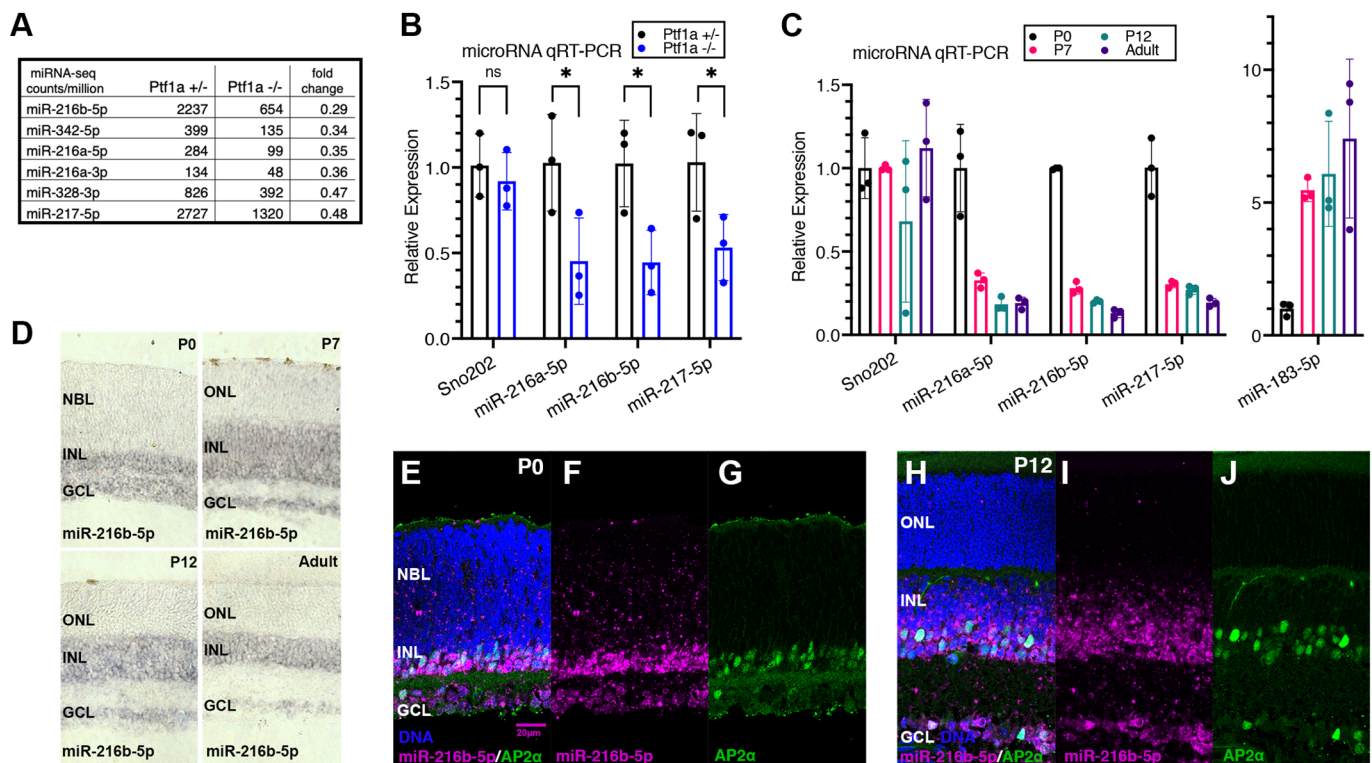 A
miRNA-seq counts/million Ptf1a +/- Ptf1a -/- fold change
miR-216b-5p 2237 654 0.29
miR-342-5p 399 135 0.34
miR-216a-5p 284 99 0.35
miR-216a-3p 134 48 0.36
miR-328-3p 826 392 0.47
miR-217-5p 2727 1320 0.48
B
microRNA qRT-PCR
Ptf1a +/-
Ptf1a -/-
ns * * *
Relative Expression
1.5
1.0
0.5
0.0
Sno202 miR-216a-5p miR-216b-5p miR-217-5p
C
microRNA qRT-PCR
P0 P12
P7 Adult
Relative Expression
1.5
1.0
0.5
0.0
Sno202 miR-216a-5p miR-216b-5p miR-217-5p
10
5
0
miR-183-5p
D
P0
NBL
INL
GCL
miR-216b-5p
P7
ONL
INL
GCL
miR-216b-5p
P12
ONL
INL
GCL
miR-216b-5p
Adult
ONL
INL
GCL
miR-216b-5p
E P0 F G
NBL
INL
GCL
20µm
DNA
miR-216b-5p/AP2α miR-216b-5p AP2α
H P12 I J
ONL
INL
GCL DNA
miR-216b-5p/AP2α miR-216b-5p AP2α